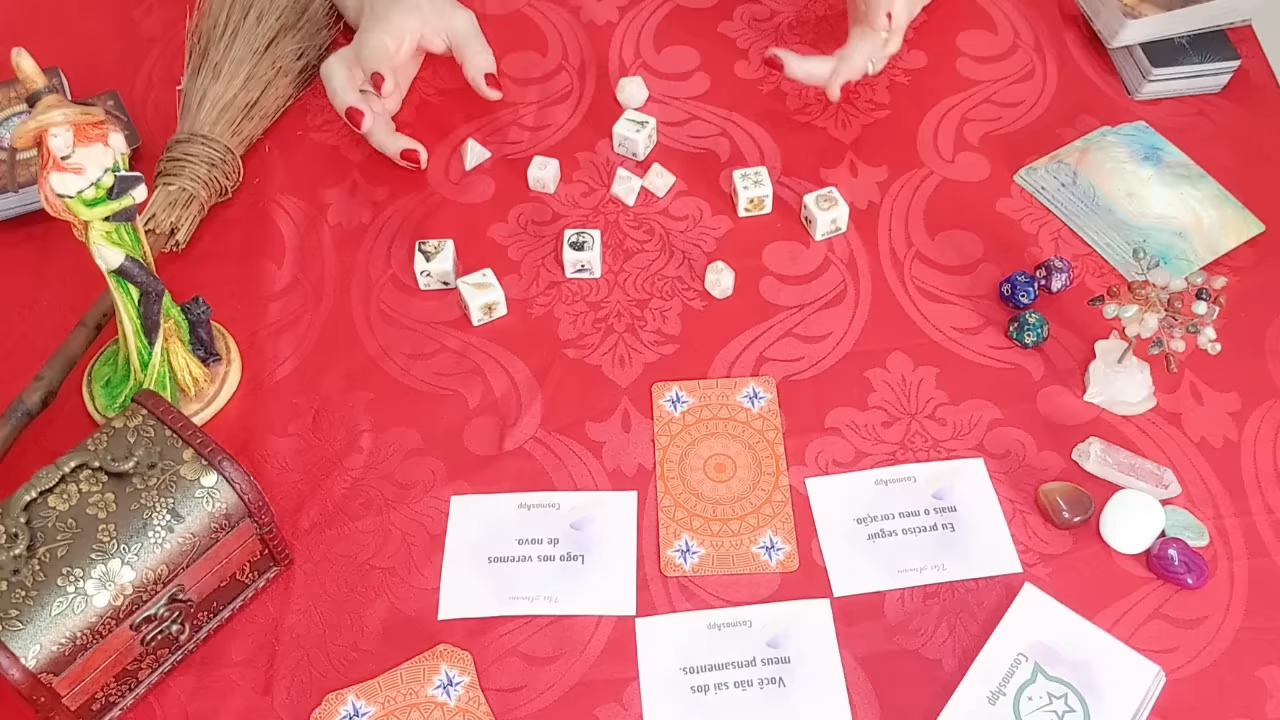 Logo nos veremos
de novo.
CosmosApp
Eu preciso seguir
mais o meu coração.
CosmosApp
Você não sai dos
meus pensamentos.
CosmosApp
CosmosApp